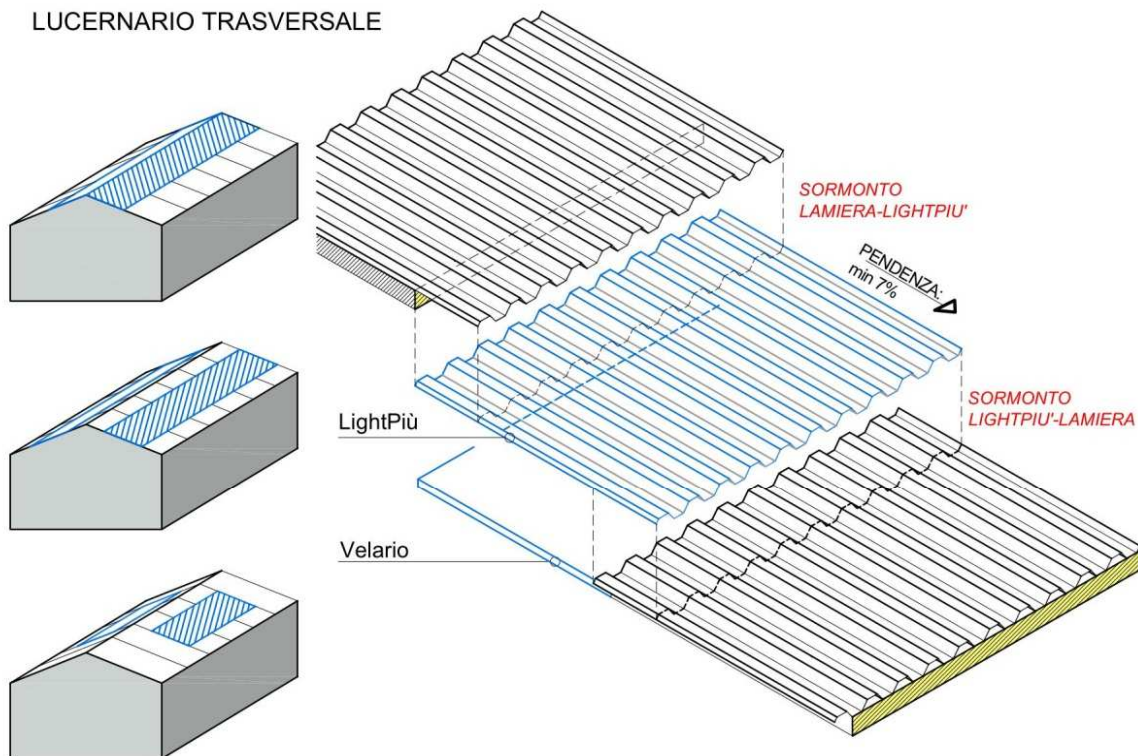 LUCERNARIO TRASVERSALE
SORMONTO
LAMIERA-LIGHTPIU'
PENDENZA:
min 7%
SORMONTO
LIGHTPIU'-LAMIERA
LightPiù
Velario